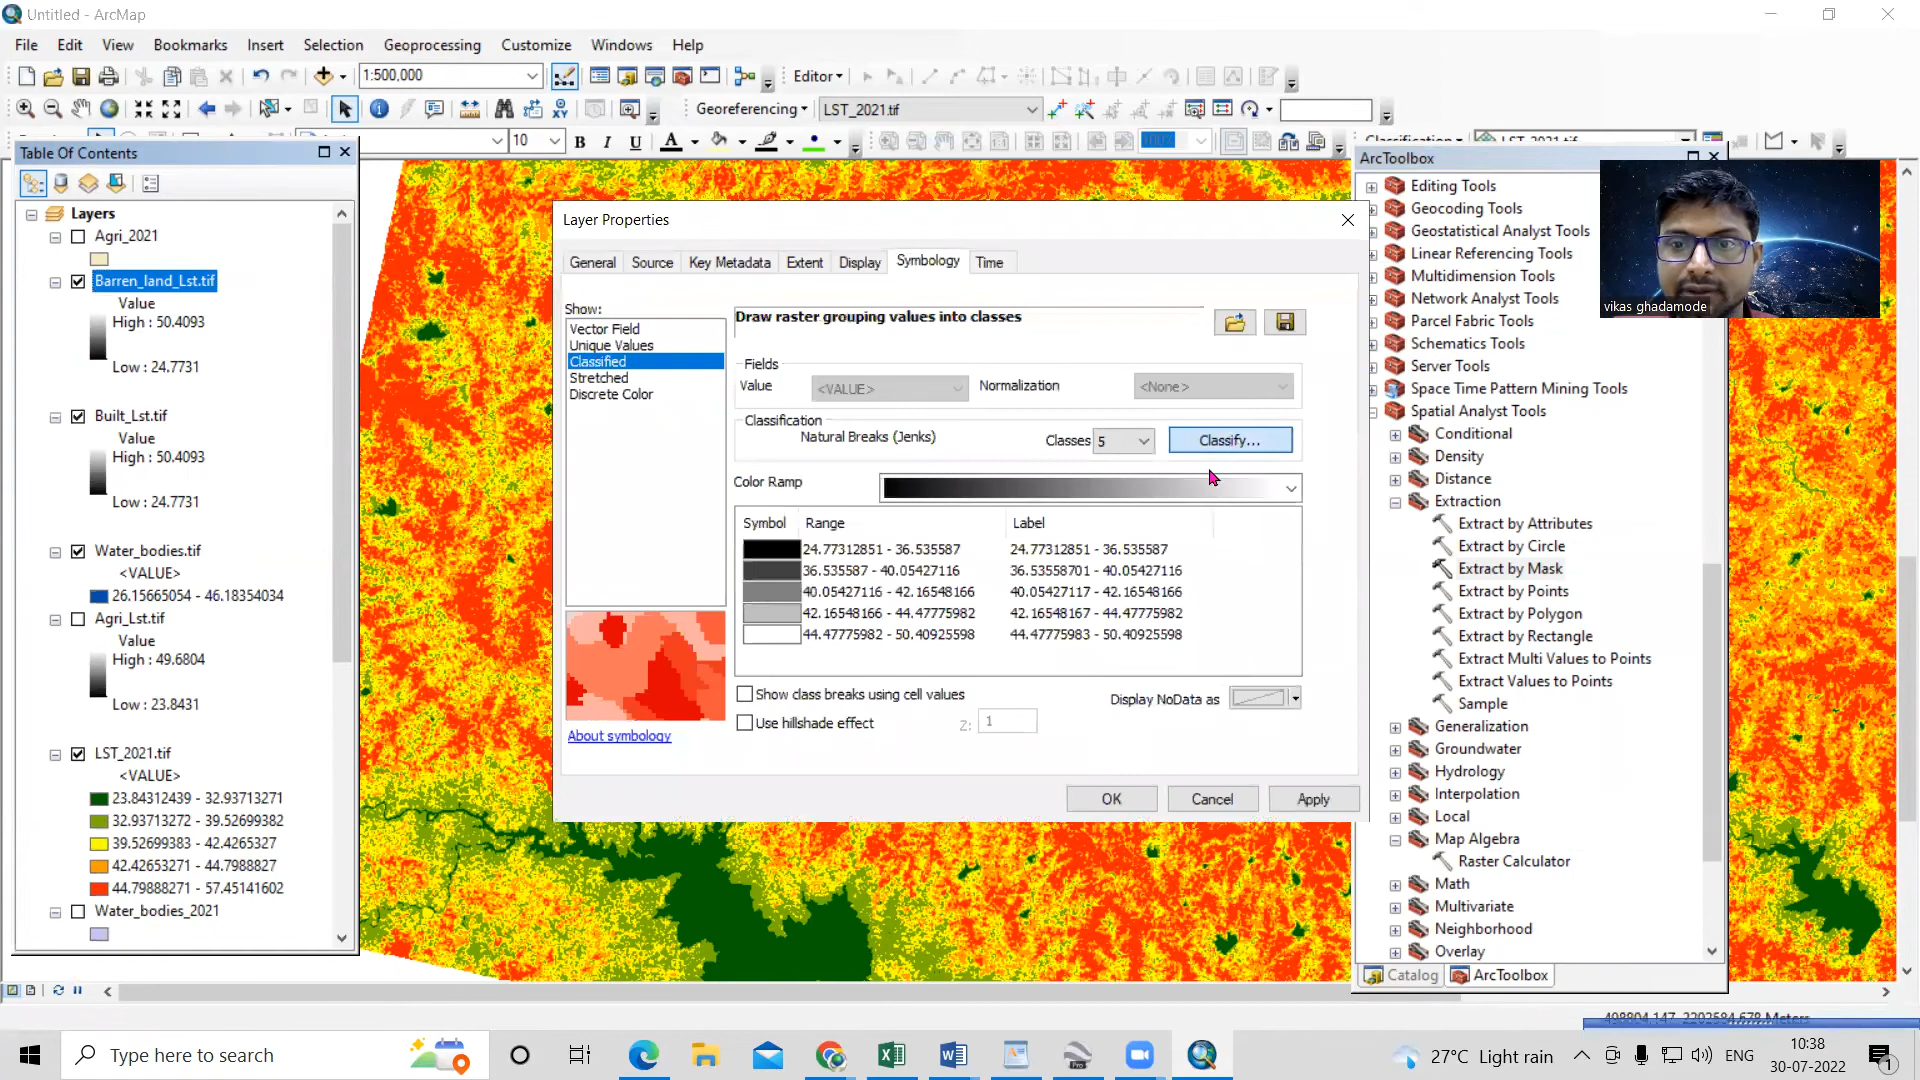 Untitled - ArcMap
File Edit View Bookmarks Insert Selection Geoprocessing Customize Windows Help
1:500,000
Editor
Georeferencing
LST_2021.tif
10 B I U A
Table Of Contents
Layers
Agri_2021
Barren_land_Lst.tif
Value
High : 50.4093
Low : 24.7731
Built_Lst.tif
Value
High : 50.4093
Low : 24.7731
Water_bodies.tif
<VALUE>
26.15665054 - 46.18354034
Agri_Lst.tif
Value
High : 49.6804
Low : 23.8431
LST_2021.tif
<VALUE>
23.84312439 - 32.93713271
32.93713272 - 39.52699382
39.52699383 - 42.4265327
42.42653271 - 44.7988827
44.79888271 - 57.45141602
Water_bodies_2021
Layer Properties
General Source Key Metadata Extent Display Symbology Time
Show:
Vector Field
Unique Values
Classified
Stretched
Discrete Color
About symbology
Draw raster grouping values into classes
Fields
Value <VALUE> Normalization <None>
Classification
Natural Breaks (Jenks) Classes 5 Classify...
Color Ramp
Symbol Range Label
24.77312851 - 36.535587 24.77312851 - 36.535587
36.535587 - 40.05427116 36.53558701 - 40.05427116
40.05427116 - 42.16548166 40.05427117 - 42.16548166
42.16548166 - 44.47775982 42.16548167 - 44.47775982
44.47775982 - 50.40925598 44.47775983 - 50.40925598
Show class breaks using cell values Display NoData as
Use hillshade effect Z: 1
OK Cancel Apply
ArcToolbox
Editing Tools
Geocoding Tools
Geostatistical Analyst Tools
Linear Referencing Tools
Multidimension Tools
Network Analyst Tools
Parcel Fabric Tools
Schematics Tools
Server Tools
Space Time Pattern Mining Tools
Spatial Analyst Tools
Conditional
Density
Distance
Extraction
Extract by Attributes
Extract by Circle
Extract by Mask
Extract by Points
Extract by Polygon
Extract by Rectangle
Extract Multi Values to Points
Extract Values to Points
Sample
Generalization
Groundwater
Hydrology
Interpolation
Local
Map Algebra
Raster Calculator
Math
Multivariate
Neighborhood
Overlay
Catalog ArcToolbox
vikas ghadamode
Type here to search
27°C Light rain
ENG
10:38
30-07-2022
1